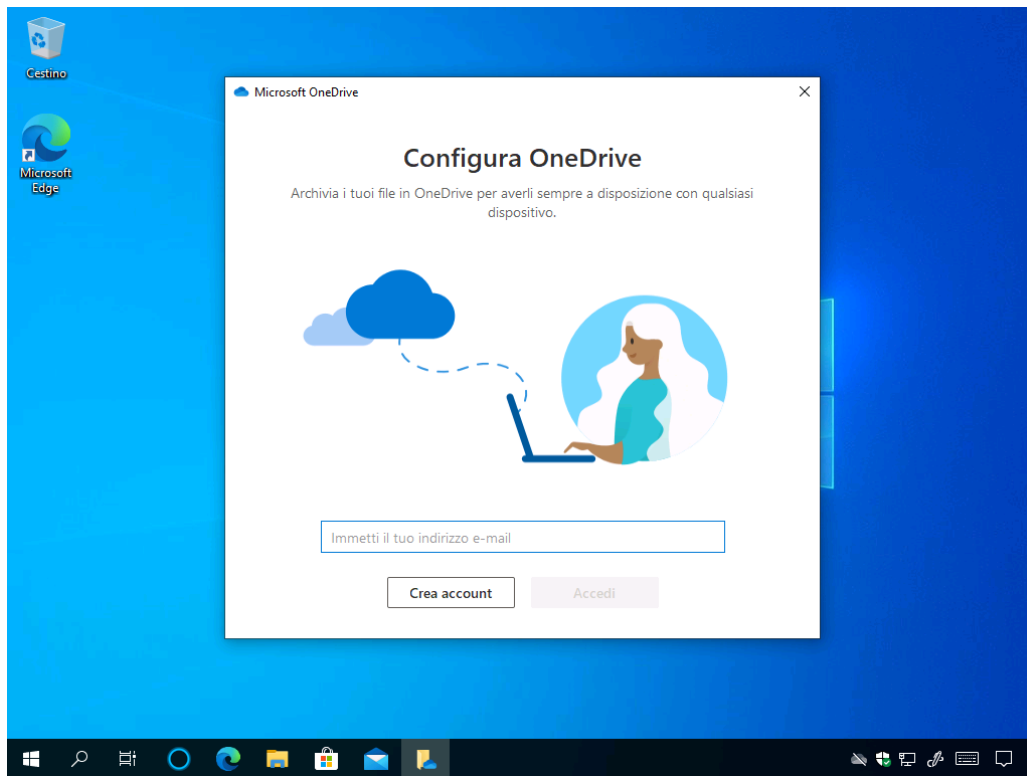 Cestino
Microsoft
Edge
Microsoft OneDrive
Configura OneDrive
Archivia i tuoi file in OneDrive per averli sempre a disposizione con qualsiasi
dispositivo.
Immetti il tuo indirizzo e-mail
Crea account
Accedi